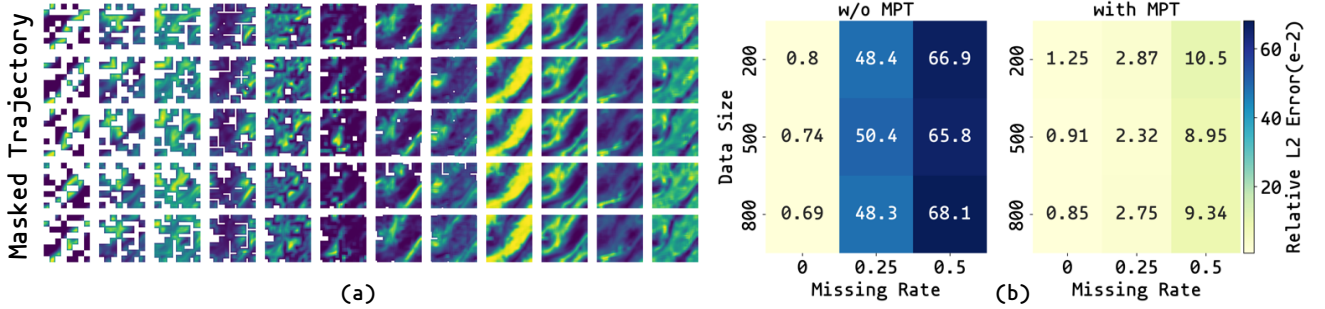 Masked Trajectory
(a)
w/o MPT
with MPT
Data Size
200
0.8 48.4 66.9
1.25 2.87 10.5
500
0.74 50.4 65.8
0.91 2.32 8.95
800
0.69 48.3 68.1
0.85 2.75 9.34
0 0.25 0.5
0 0.25 0.5
Missing Rate
Missing Rate
(b)
60
40
20
Relative L2 Error(e-2)